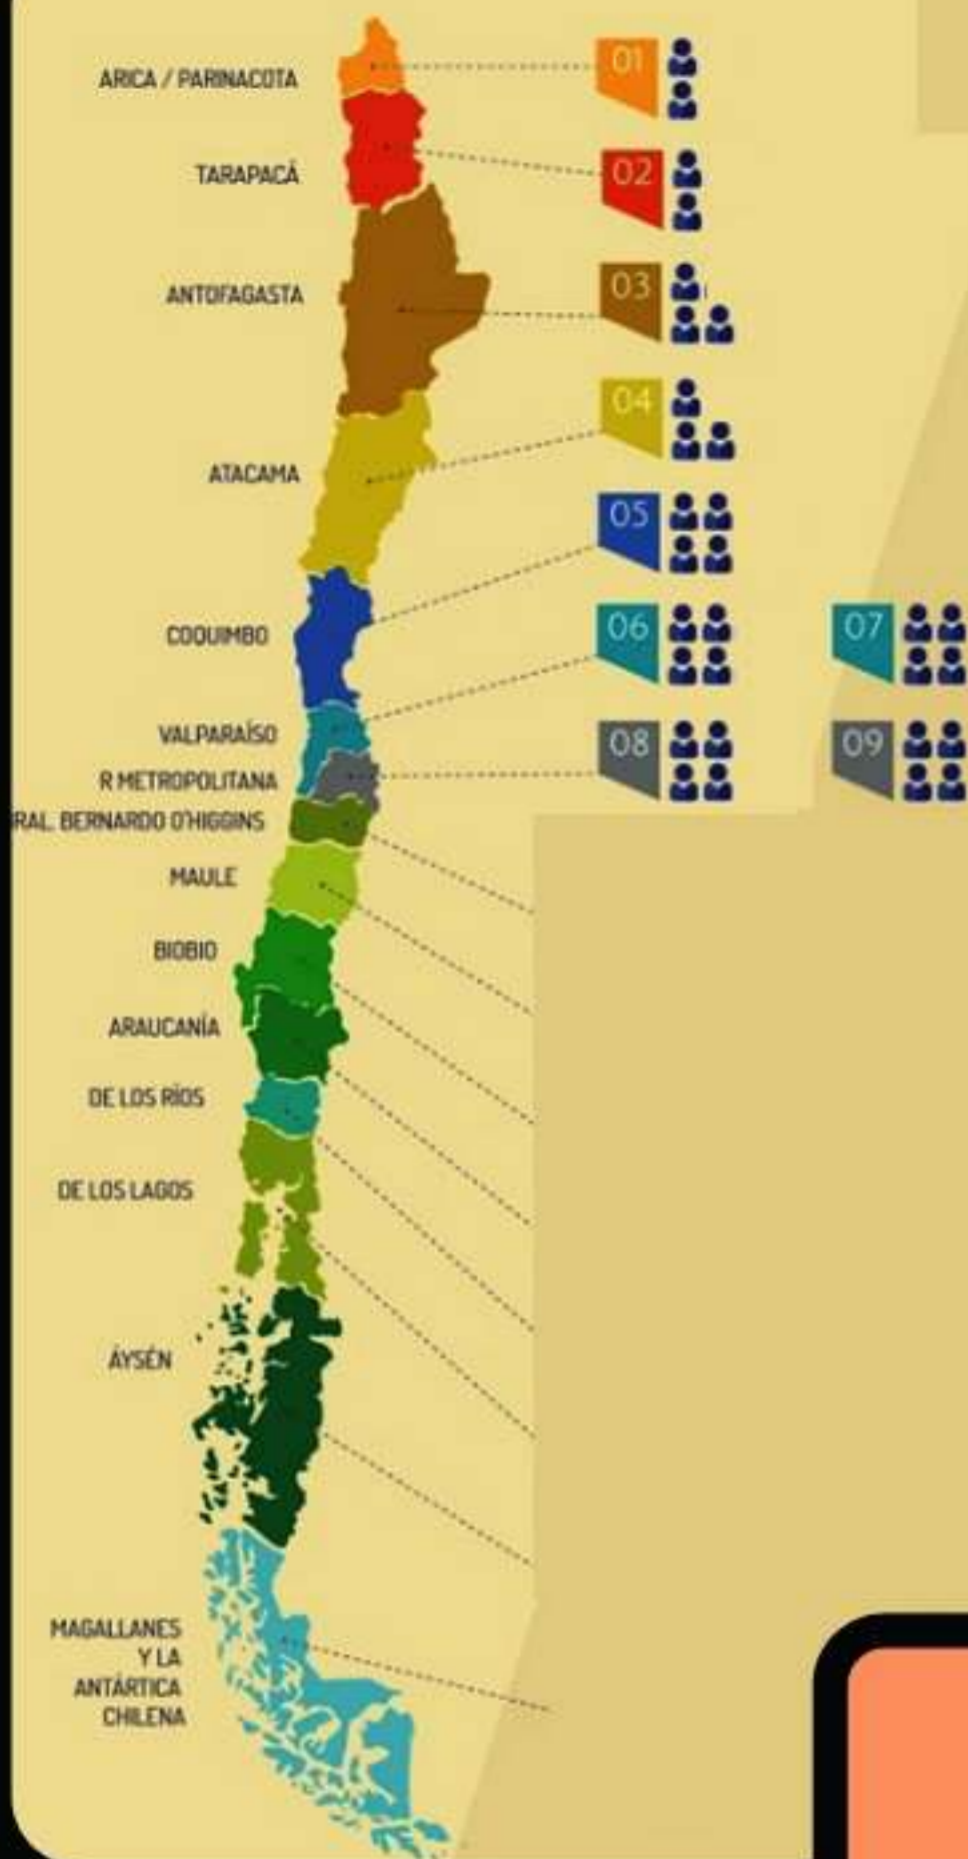 ARICA / PARINACOTA
01
TARAPACÁ
02
ANTOFAGASTA
03
04
ATACAMA
05
COQUIMBO
06
07
VALPARAÍSO
08
09
R METROPOLITANA
RAL. BERNARDO O'HIGGINS
MAULE
BIOBIO
ARAUCANÍA
DE LOS RÍOS
DE LOS LAGOS
ÁYSÉN
MAGALLANES
Y LA
ANTÁRTICA
CHILENA